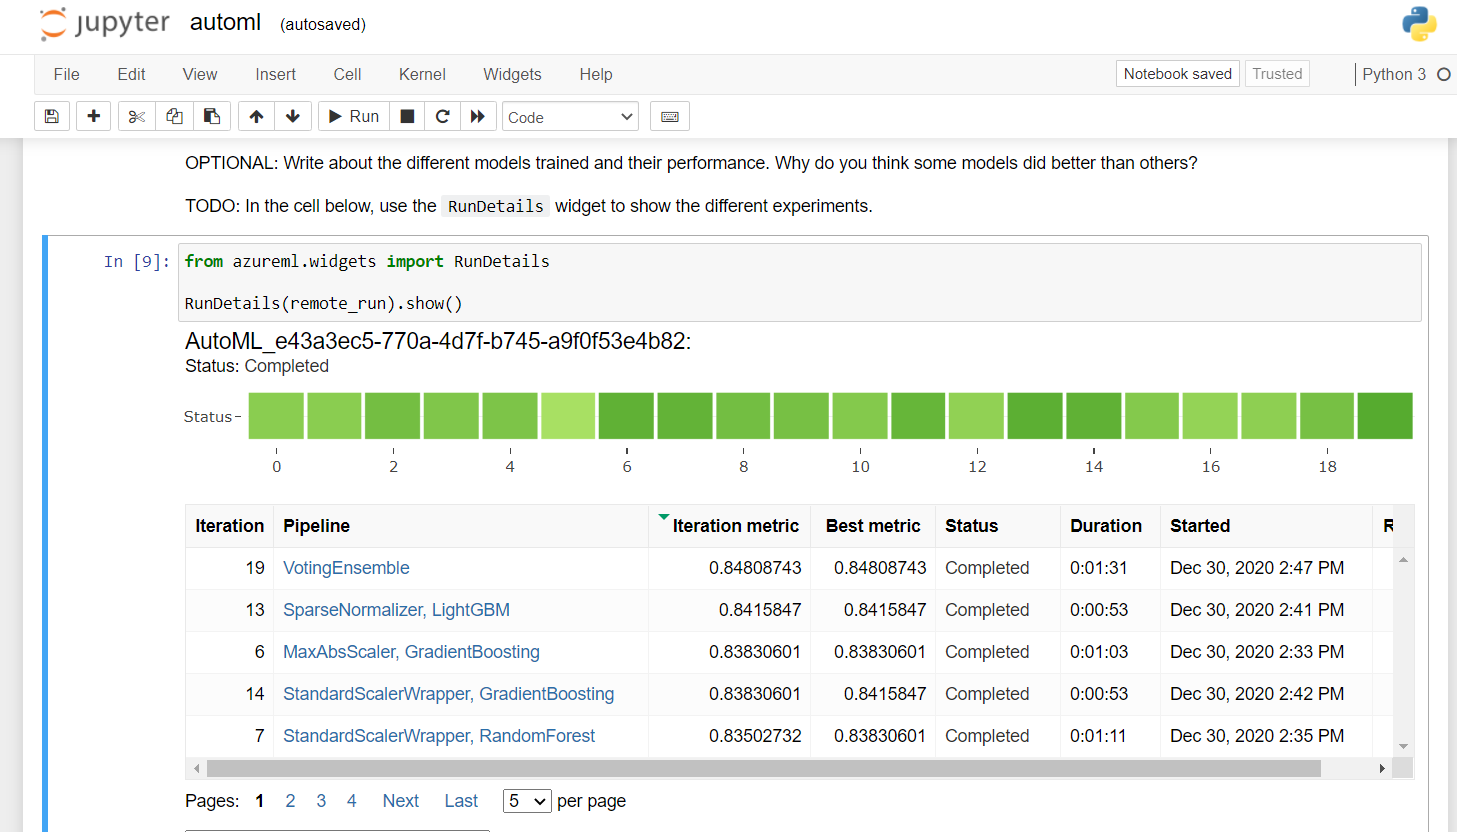 jupyter automl (autosaved)
File Edit View Insert Cell Kernel Widgets Help Notebook saved Trusted Python 3
Run Code
OPTIONAL: Write about the different models trained and their performance. Why do you think some models did better than others?
TODO: In the cell below, use the RunDetails widget to show the different experiments.
In [9]: from azureml.widgets import RunDetails
RunDetails(remote_run).show()
AutoML_e43a3ec5-770a-4d7f-b745-a9f0f53e4b82:
Status: Completed
Status
0 2 4 6 8 10 12 14 16 18
Iteration Pipeline Iteration metric Best metric Status Duration Started R
19 VotingEnsemble 0.84808743 0.84808743 Completed 0:01:31 Dec 30, 2020 2:47 PM
13 SparseNormalizer, LightGBM 0.8415847 0.8415847 Completed 0:00:53 Dec 30, 2020 2:41 PM
6 MaxAbsScaler, GradientBoosting 0.83830601 0.83830601 Completed 0:01:03 Dec 30, 2020 2:33 PM
14 StandardScalerWrapper, GradientBoosting 0.83830601 0.8415847 Completed 0:00:53 Dec 30, 2020 2:42 PM
7 StandardScalerWrapper, RandomForest 0.83502732 0.83830601 Completed 0:01:11 Dec 30, 2020 2:35 PM
Pages: 1 2 3 4 Next Last 5 per page